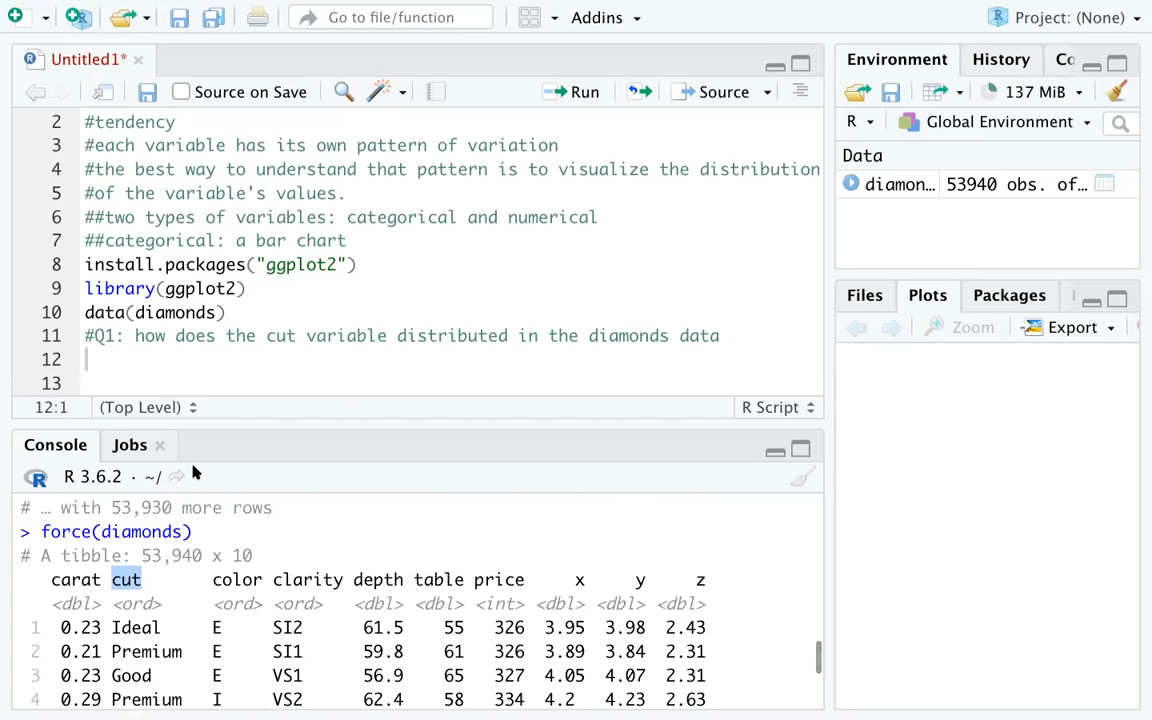 Go to file/function
Addins
Project: (None)
Untitled1*
Source on Save
Run
Source
2 #tendency
3 #each variable has its own pattern of variation
4 #the best way to understand that pattern is to visualize the distribution
5 #of the variable's values.
6 ##two types of variables: categorical and numerical
7 ##categorical: a bar chart
8 install.packages("ggplot2")
9 library(ggplot2)
10 data(diamonds)
11 #Q1: how does the cut variable distributed in the diamonds data
12
13
12:1 (Top Level) R Script
Console Jobs
R 3.6.2 · ~/
# … with 53,930 more rows
> force(diamonds)
# A tibble: 53,940 x 10
carat cut color clarity depth table price x y z
<dbl> <ord> <ord> <ord> <dbl> <dbl> <int> <dbl> <dbl> <dbl>
1 0.23 Ideal E SI2 61.5 55 326 3.95 3.98 2.43
2 0.21 Premium E SI1 59.8 61 326 3.89 3.84 2.31
3 0.23 Good E VS1 56.9 65 327 4.05 4.07 2.31
4 0.29 Premium I VS2 62.4 58 334 4.2 4.23 2.63
Environment History Co
137 MiB
R Global Environment
Data
diamon… 53940 obs. of…
Files Plots Packages
Zoom Export